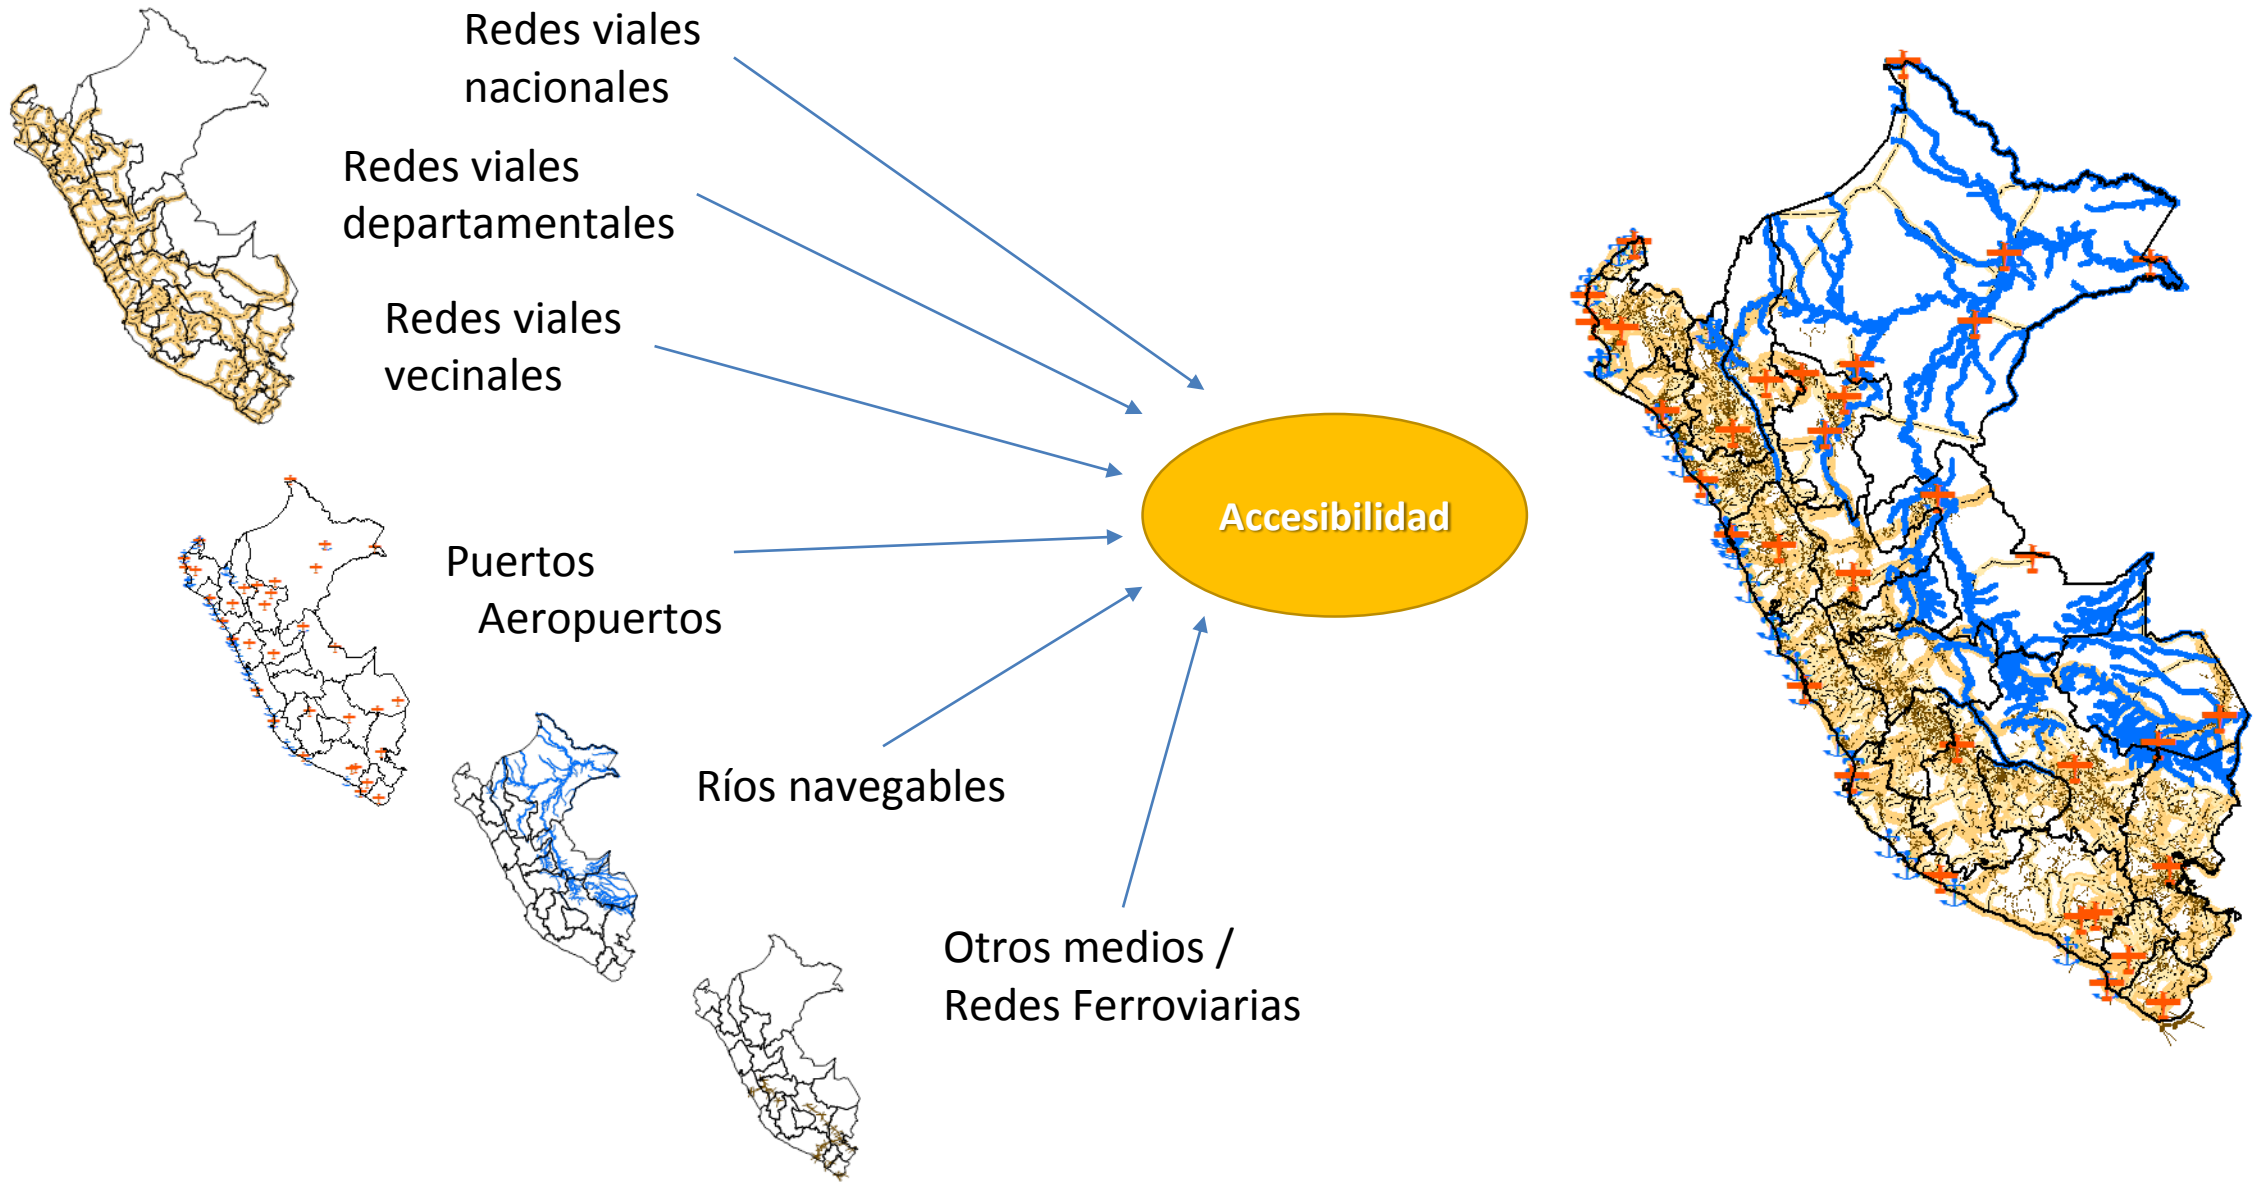 Redes viales
nacionales
Redes viales
departamentales
Redes viales
vecinales
Accesibilidad
Puertos
Aeropuertos
Ríos navegables
Otros medios /
Redes Ferroviarias